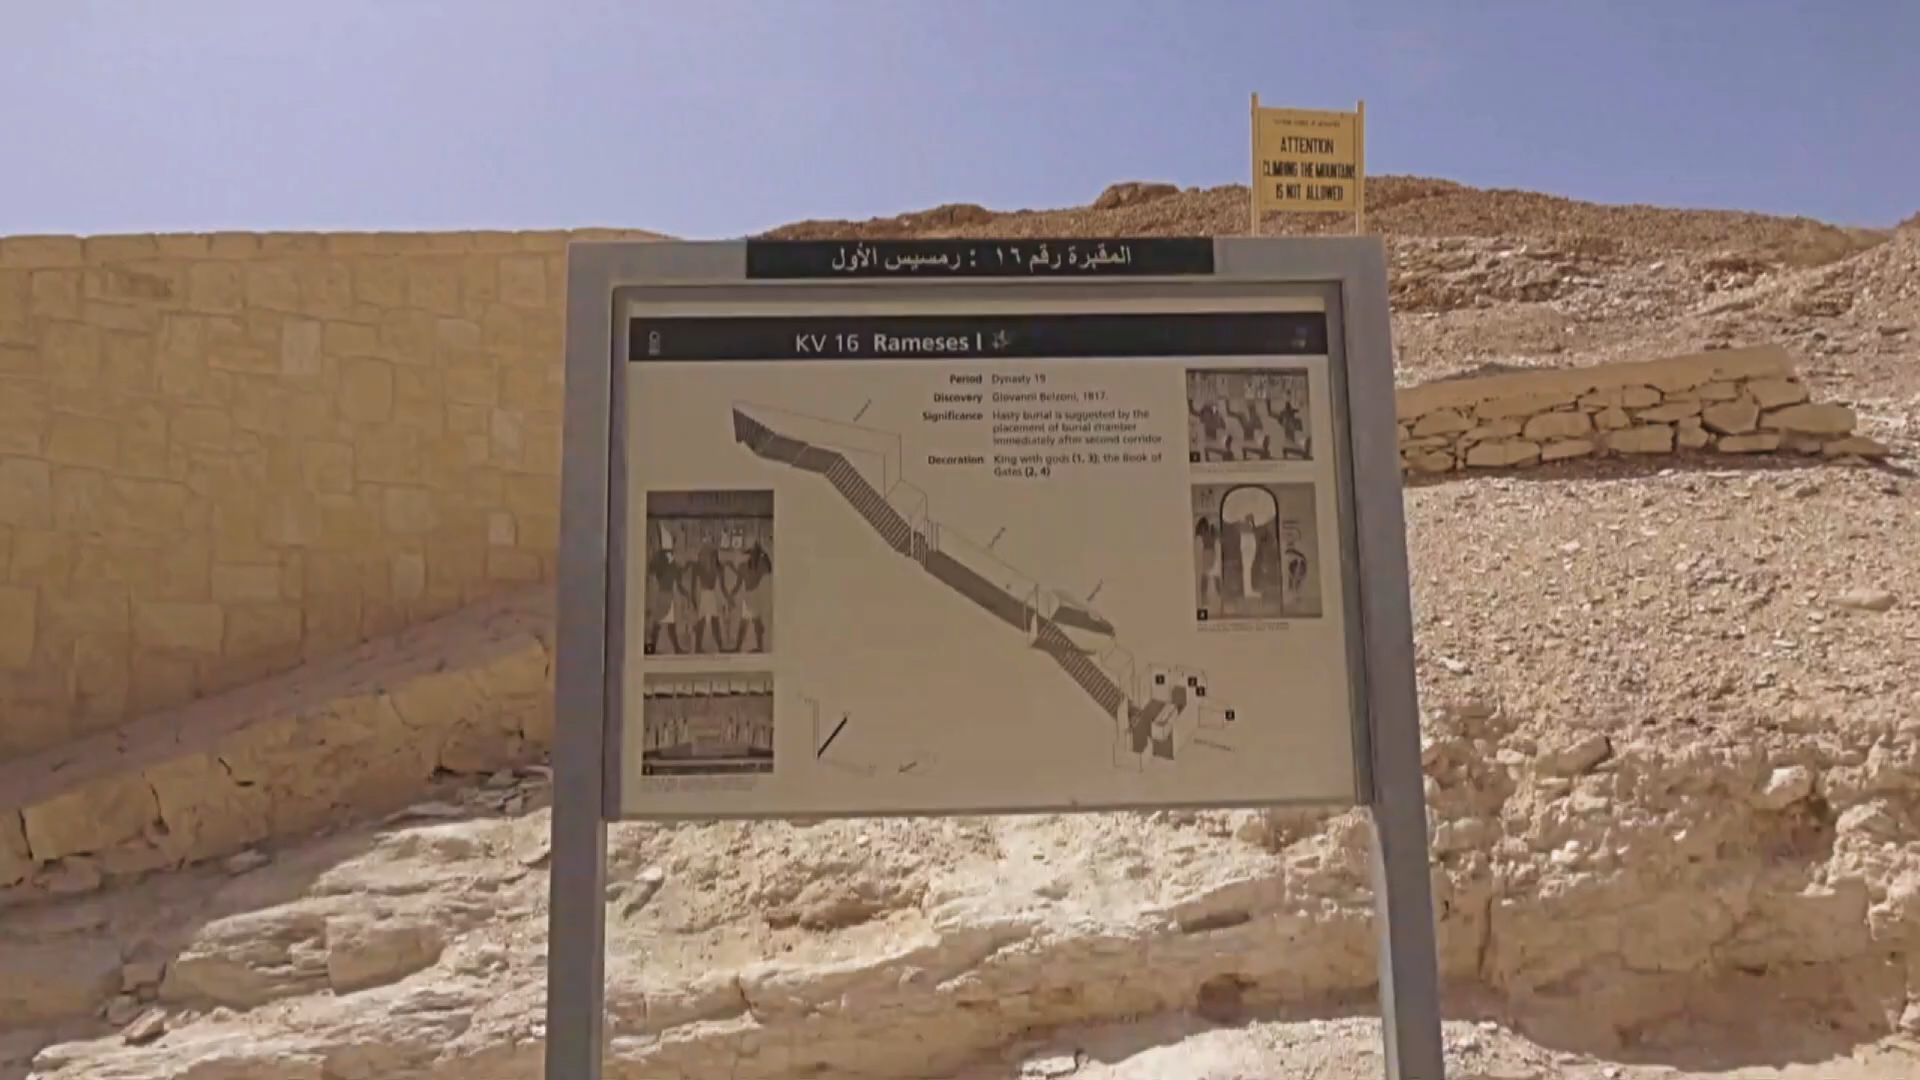 ATTENTION
CLIMBING THE MOUNTAINS
IS NOT ALLOWED
المقبرة رقم ١٦ : رمسيس الأول
KV 16 Rameses I
Period Dynasty 19
Discovery Giovanni Belzoni, 1817.
Significance Hasty burial is suggested by the
placement of burial chamber
immediately after second corridor
Decoration King with gods (1, 3); the Book of
Gates (2, 4)